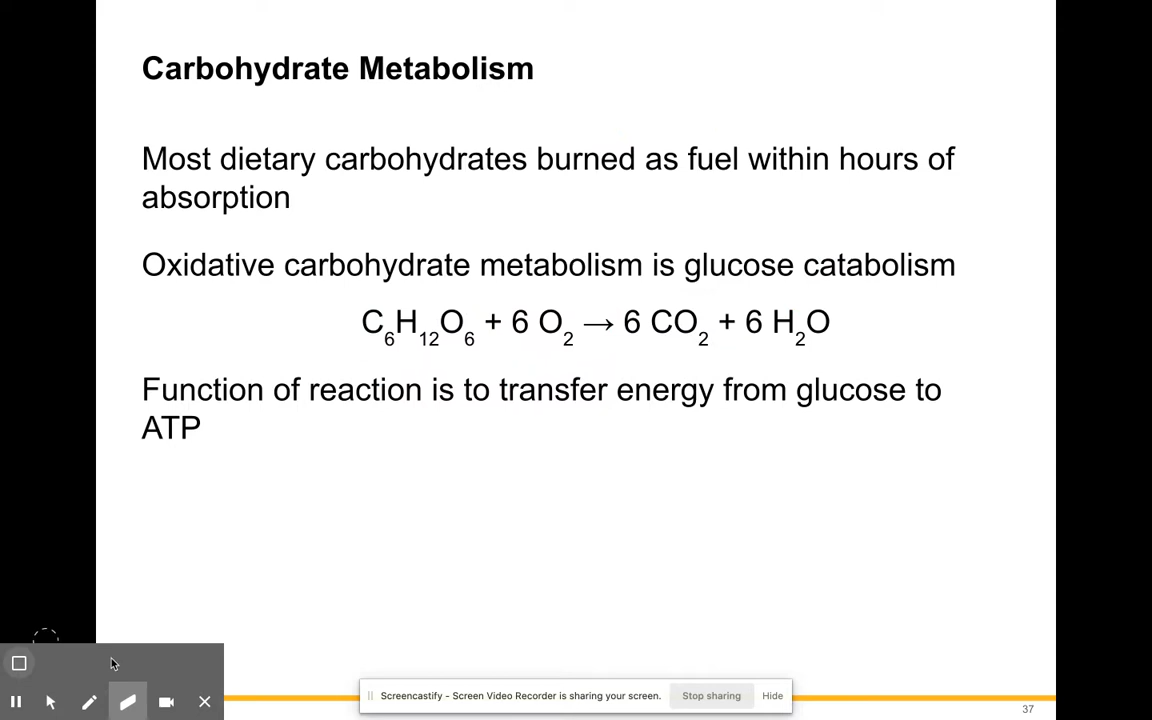 Carbohydrate Metabolism
Most dietary carbohydrates burned as fuel within hours of
absorption
Oxidative carbohydrate metabolism is glucose catabolism
C₆H₁₂O₆ + 6 O₂ → 6 CO₂ + 6 H₂O
Function of reaction is to transfer energy from glucose to
ATP
Screencastify - Screen Video Recorder is sharing your screen. Stop sharing Hide
37